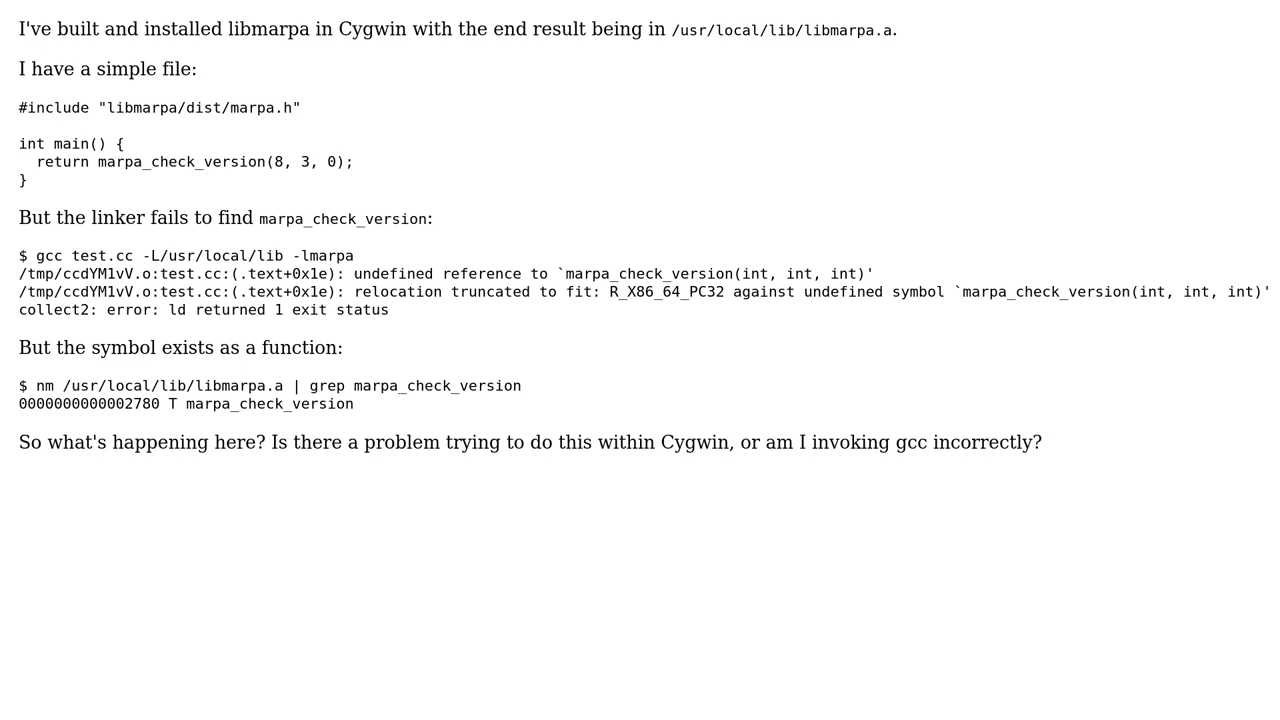 I've built and installed libmarpa in Cygwin with the end result being in /usr/local/lib/libmarpa.a.
I have a simple file:
#include "libmarpa/dist/marpa.h"
int main() {
  return marpa_check_version(8, 3, 0);
}
But the linker fails to find marpa_check_version:
$ gcc test.cc -L/usr/local/lib -lmarpa
/tmp/ccdYM1vV.o:test.cc:(.text+0x1e): undefined reference to `marpa_check_version(int, int, int)'
/tmp/ccdYM1vV.o:test.cc:(.text+0x1e): relocation truncated to fit: R_X86_64_PC32 against undefined symbol `marpa_check_version(int, int, int)'
collect2: error: ld returned 1 exit status
But the symbol exists as a function:
$ nm /usr/local/lib/libmarpa.a | grep marpa_check_version
0000000000002780 T marpa_check_version
So what's happening here? Is there a problem trying to do this within Cygwin, or am I invoking gcc incorrectly?